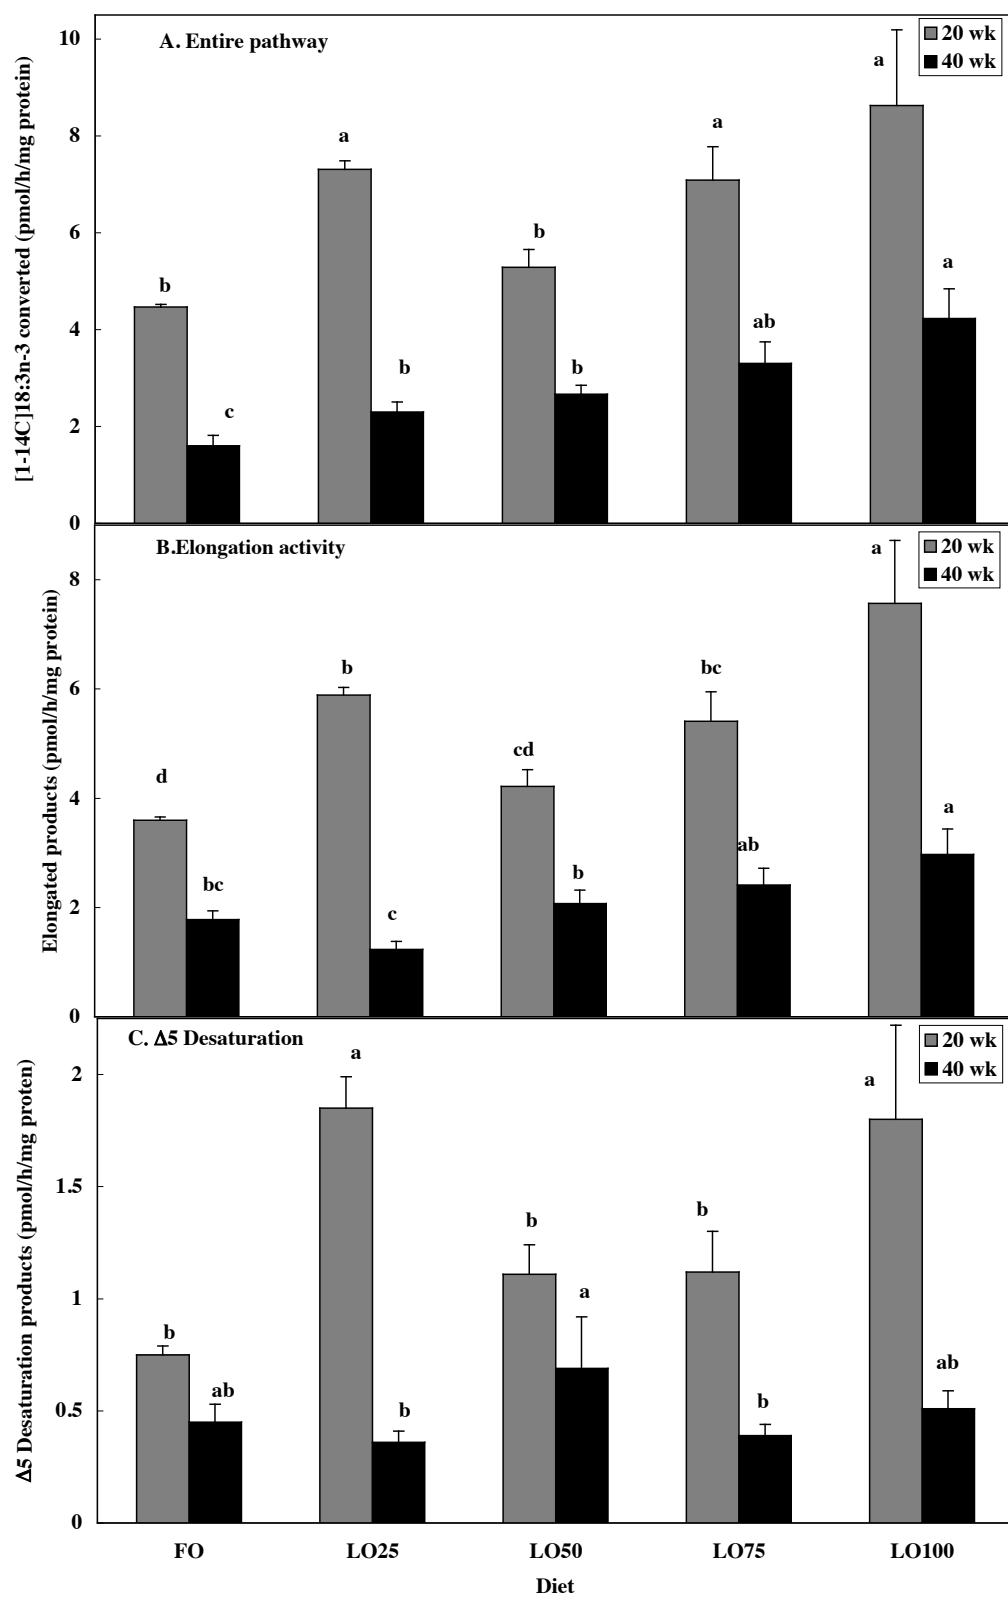 A. Entire pathway
20 wk
40 wk
[1-14C]18:3n-3 converted (pmol/h/mg protein)
10
8
6
4
2
0
b
c
a
b
b
b
a
ab
a
a
B.Elongation activity
20 wk
40 wk
Elongated products (pmol/h/mg protein)
8
6
4
2
0
d
bc
b
c
cd
b
bc
ab
a
a
C. Δ5 Desaturation
20 wk
40 wk
Δ5 Desaturation products (pmol/h/mg proten)
2
1.5
1
0.5
0
b
ab
a
b
b
a
b
b
a
ab
FO LO25 LO50 LO75 LO100
Diet